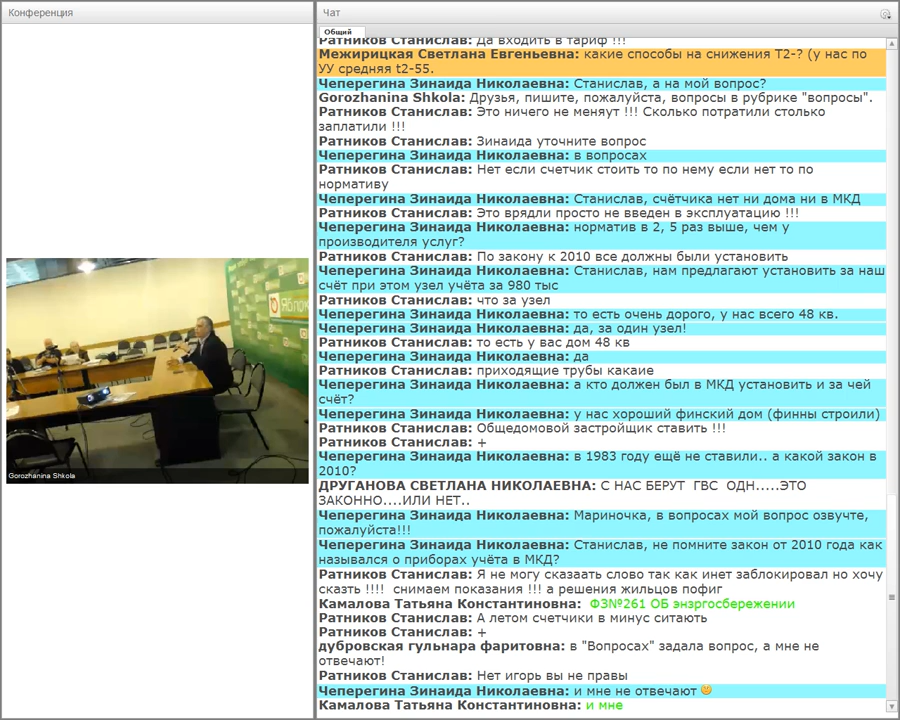 Конференция
Чат
Общий
Ратников Станислав: Да входить в тариф !!!
Межирицкая Светлана Евгеньевна: какие способы на снижения Т2-? (у нас по
УУ средняя t2-55.
Чеперегина Зинаида Николаевна: Станислав, а на мой вопрос?
Gorozhanina Shkola: Друзья, пишите, пожалуйста, вопросы в рубрике "вопросы".
Ратников Станислав: Это ничего не меняут !!! Сколько потратили столько
заплатили !!!
Ратников Станислав: Зинаида уточните вопрос
Чеперегина Зинаида Николаевна: в вопросах
Ратников Станислав: Нет если счетчик стоить то по нему если нет то по
нормативу
Чеперегина Зинаида Николаевна: Станислав, счётчика нет ни дома ни в МКД
Ратников Станислав: Это врядли просто не введен в эксплуатацию !!!
Чеперегина Зинаида Николаевна: норматив в 2, 5 раз выше, чем у
производителя услуг?
Ратников Станислав: По закону к 2010 все должны были установить
Чеперегина Зинаида Николаевна: Станислав, нам предлагают установить за наш
счёт при этом узел учёта за 980 тыс
Ратников Станислав: что за узел
Чеперегина Зинаида Николаевна: то есть очень дорого, у нас всего 48 кв.
Чеперегина Зинаида Николаевна: да, за один узел!
Ратников Станислав: то есть у вас дом 48 кв
Чеперегина Зинаида Николаевна: да
Ратников Станислав: приходящие трубы какаие
Чеперегина Зинаида Николаевна: а кто должен был в МКД установить и за чей
счёт?
Чеперегина Зинаида Николаевна: у нас хороший финский дом (финны строили)
Ратников Станислав: Общедомовой застройщик ставить !!!
Ратников Станислав: +
Чеперегина Зинаида Николаевна: в 1983 году ещё не ставили.. а какой закон в
2010?
ДРУГАНОВА СВЕТЛАНА НИКОЛАЕВНА: С НАС БЕРУТ ГВС ОДН.....ЭТО
ЗАКОННО....ИЛИ НЕТ..
Чеперегина Зинаида Николаевна: Мариночка, в вопросах мой вопрос озвучте,
пожалуйста!!!
Чеперегина Зинаида Николаевна: Станислав, не помните закон от 2010 года как
назывался о приборах учёта в МКД?
Ратников Станислав: Я не могу сказаать слово так как инет заблокировал но хочу
сказть !!!! снимаем показания !!! а решения жильцов пофиг
Камалова Татьяна Константиновна: ФЗ№261 ОБ энзргосбережении
Ратников Станислав: А летом счетчики в минус ситають
Ратников Станислав: +
дубровская гульнара фаритовна: в "Вопросах" задала вопрос, а мне не
отвечают!
Ратников Станислав: Нет игорь вы не правы
Чеперегина Зинаида Николаевна: и мне не отвечают
Камалова Татьяна Константиновна: и мне
Яблок
Gorozhanina Shkola